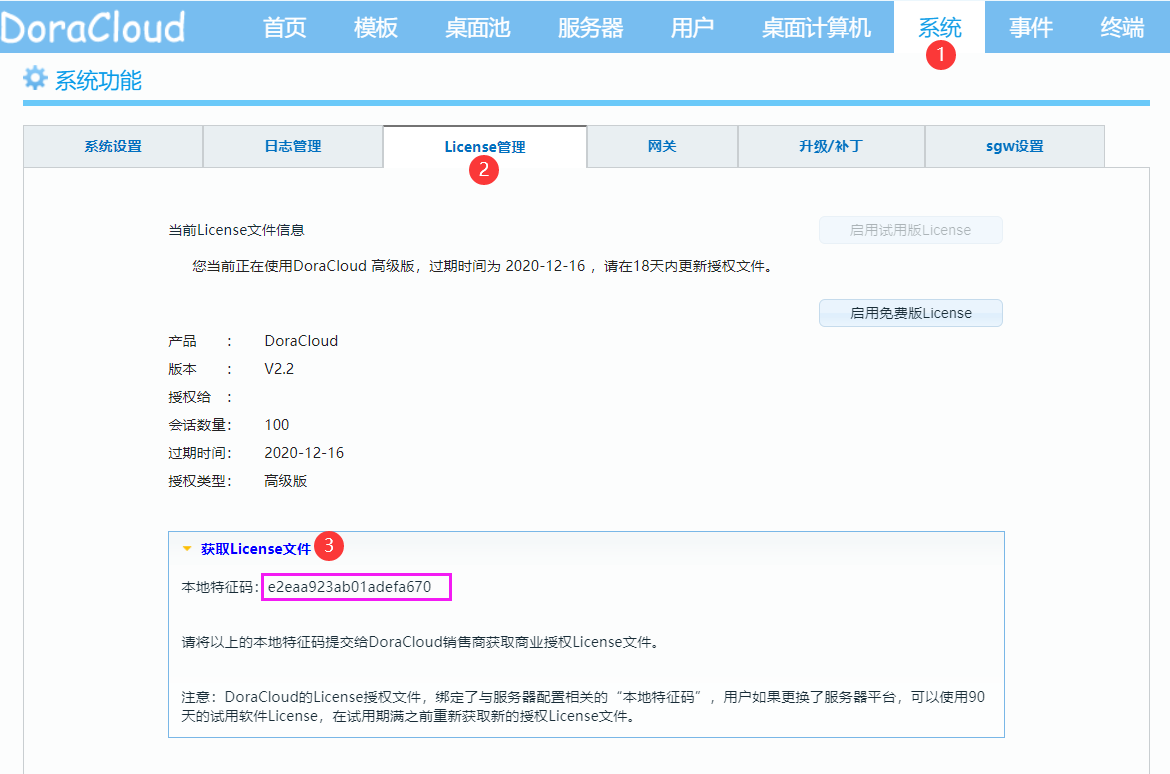 DoraCloud 首页 模板 桌面池 服务器 用户 桌面计算机 系统 事件 终端
1
系统功能
系统设置 日志管理 License管理 网关 升级/补丁 sgw设置
2
当前License文件信息 启用试用版License
您当前正在使用DoraCloud 高级版，过期时间为 2020-12-16 ，请在18天内更新授权文件。
启用免费版License
产品 ： DoraCloud
版本 ： V2.2
授权给 ：
会话数量： 100
过期时间： 2020-12-16
授权类型： 高级版
获取License文件 3
本地特征码：e2eaa923ab01adefa670
请将以上的本地特征码提交给DoraCloud销售商获取商业授权License文件。
注意：DoraCloud的License授权文件，绑定了与服务器配置相关的“本地特征码”，用户如果更换了服务器平台，可以使用90
天的试用软件License，在试用期满之前重新获取新的授权License文件。